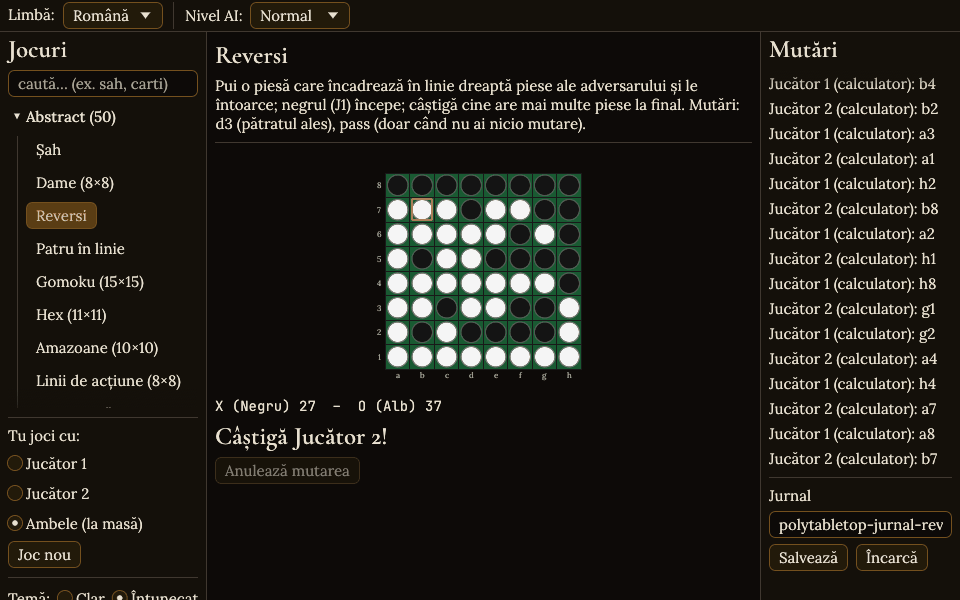 Limbă: Română ▼ Nivel AI: Normal ▼
Jocuri
caută... (ex. sah, carti)
▼ Abstract (50)
Șah
Dame (8×8)
Reversi
Patru în linie
Gomoku (15×15)
Hex (11×11)
Amazoane (10×10)
Linii de acțiune (8×8)
Tu joci cu:
Jucător 1
Jucător 2
Ambele (la masă)
Joc nou
Temă: Clar Întunecat
Reversi
Pui o piesă care încadrează în linie dreaptă piese ale adversarului și le
întoarce; negrul (J1) începe; câștigă cine are mai multe piese la final. Mutări:
d3 (pătratul ales), pass (doar când nu ai nicio mutare).
8
7
6
5
4
3
2
1
a b c d e f g h
X (Negru) 27 – O (Alb) 37
Câștigă Jucător 2!
Anulează mutarea
Mutări
Jucător 1 (calculator): b4
Jucător 2 (calculator): b2
Jucător 1 (calculator): a3
Jucător 2 (calculator): a1
Jucător 1 (calculator): h2
Jucător 2 (calculator): b8
Jucător 1 (calculator): a2
Jucător 2 (calculator): h1
Jucător 1 (calculator): h8
Jucător 2 (calculator): g1
Jucător 1 (calculator): g2
Jucător 2 (calculator): a4
Jucător 1 (calculator): h4
Jucător 2 (calculator): a7
Jucător 1 (calculator): a8
Jucător 2 (calculator): b7
Jurnal
polytabletop-jurnal-rev
Salvează Încarcă